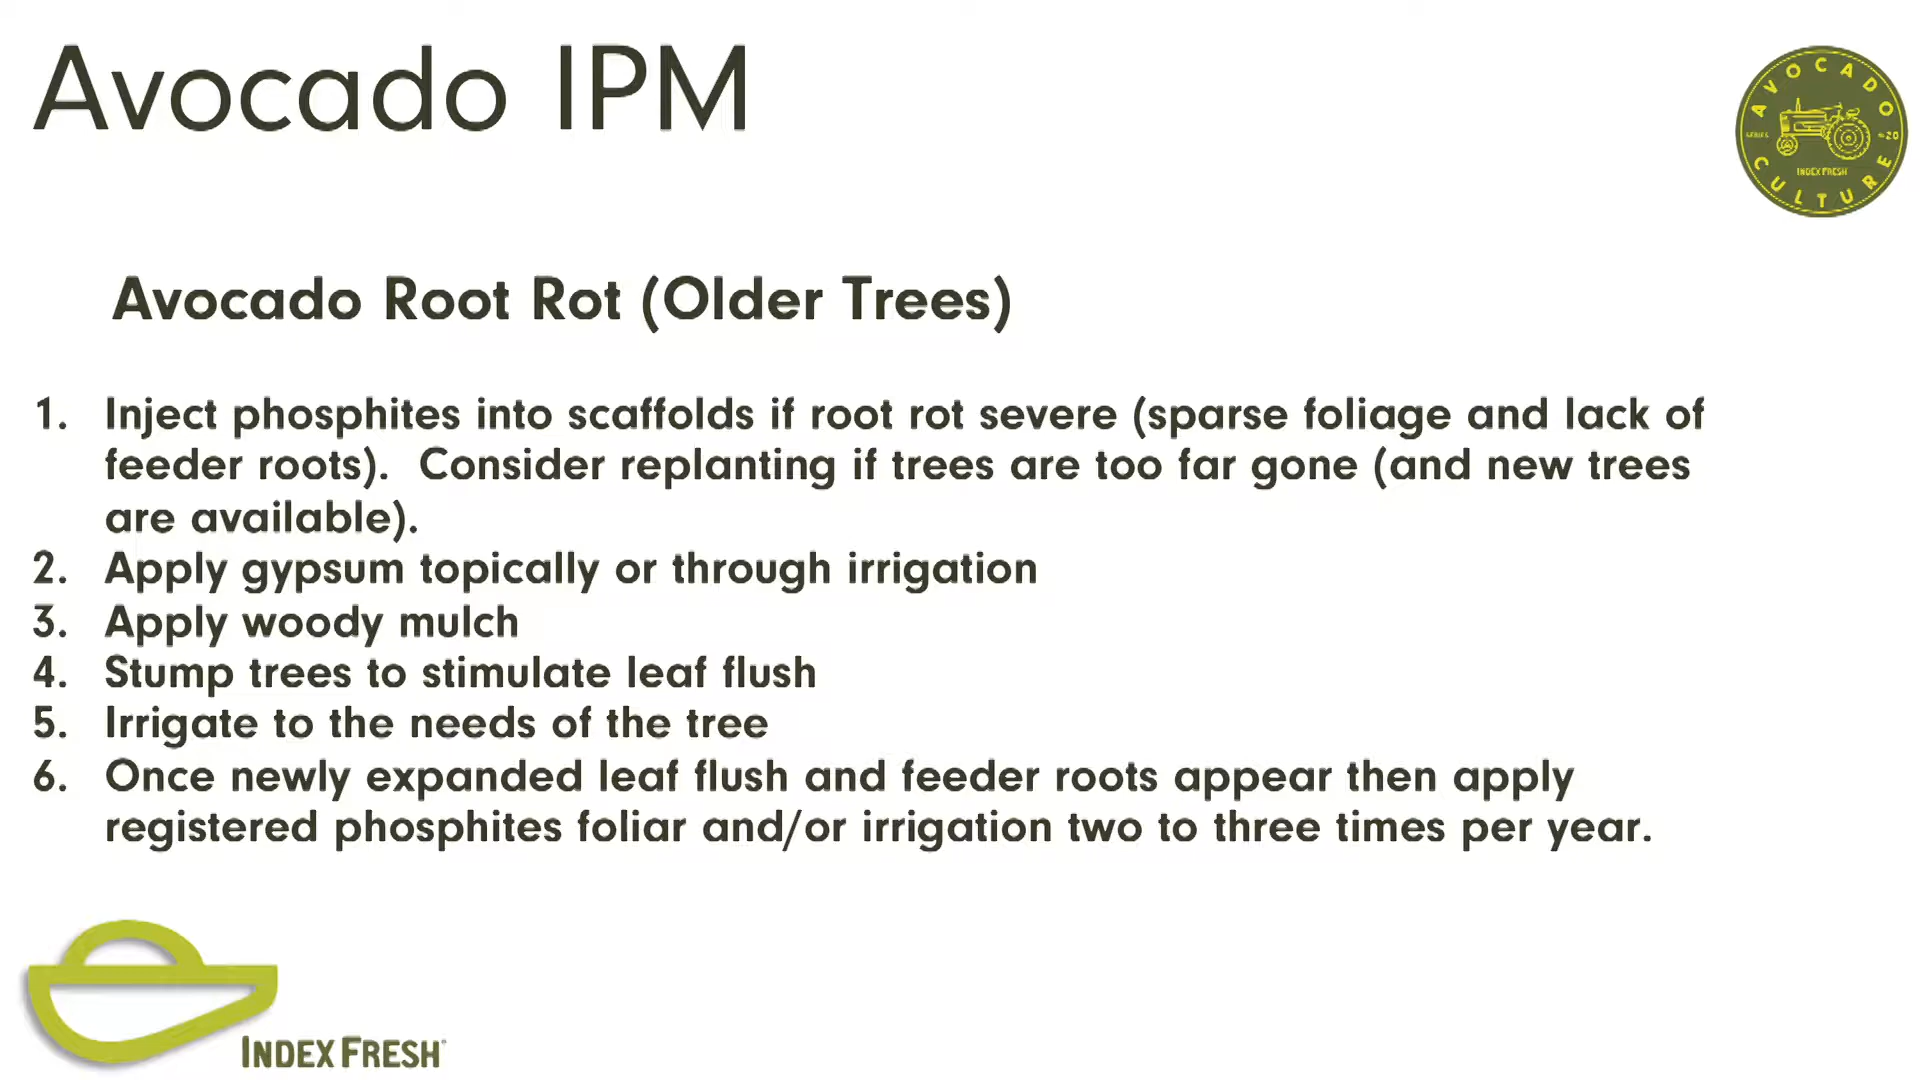 Avocado IPM
AVOCADO
SERIES
INDEX FRESH
CULTURE
Avocado Root Rot (Older Trees)
1. Inject phosphites into scaffolds if root rot severe (sparse foliage and lack of
feeder roots). Consider replanting if trees are too far gone (and new trees
are available).
2. Apply gypsum topically or through irrigation
3. Apply woody mulch
4. Stump trees to stimulate leaf flush
5. Irrigate to the needs of the tree
6. Once newly expanded leaf flush and feeder roots appear then apply
registered phosphites foliar and/or irrigation two to three times per year.
INDEX FRESH